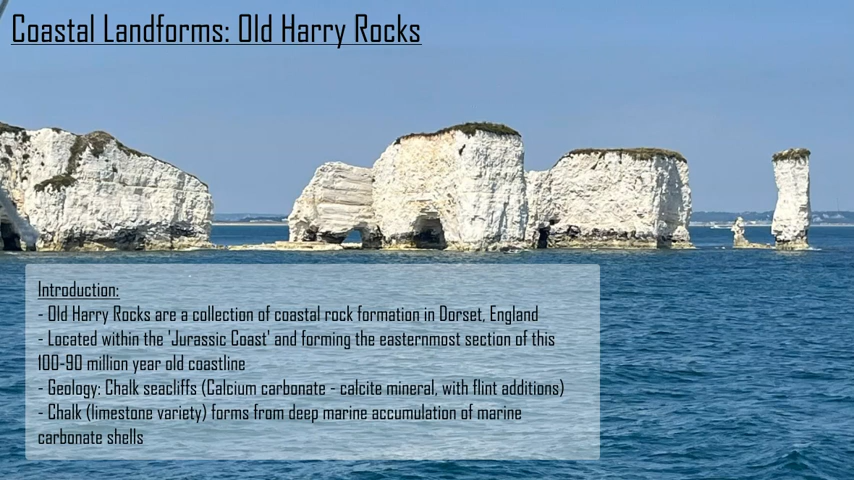 Coastal Landforms: Old Harry Rocks
Introduction:
- Old Harry Rocks are a collection of coastal rock formation in Dorset, England
- Located within the 'Jurassic Coast' and forming the easternmost section of this
100-90 million year old coastline
- Geology: Chalk seacliffs (Calcium carbonate - calcite mineral, with flint additions)
- Chalk (limestone variety) forms from deep marine accumulation of marine
carbonate shells